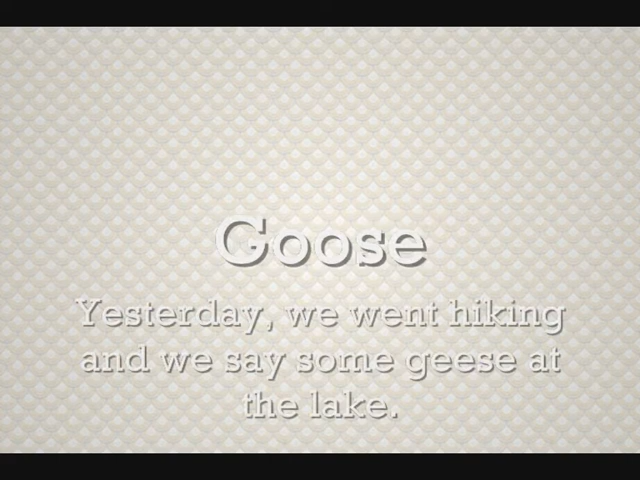 Goose
Yesterday, we went hiking
and we say some geese at
the lake.